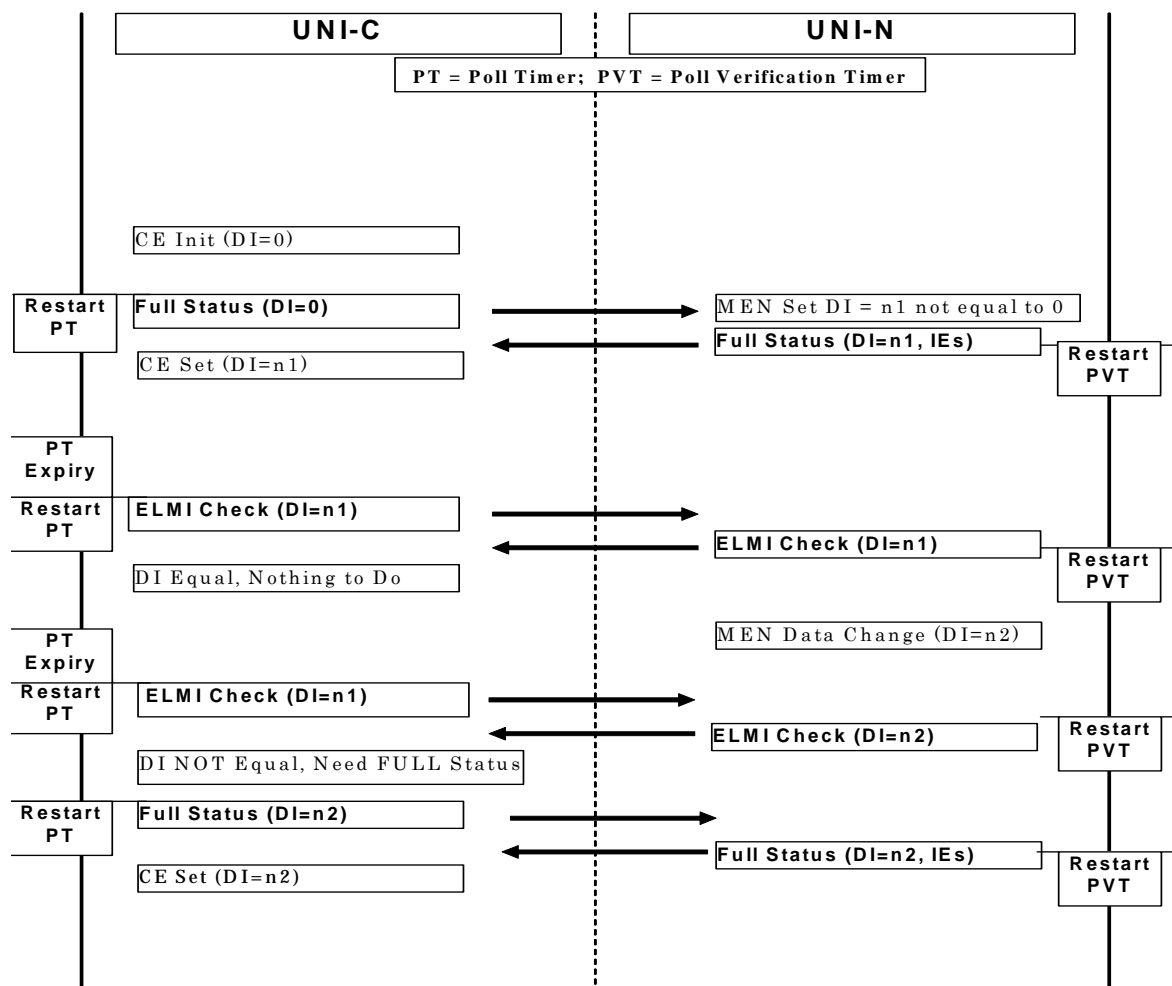 UNI-C
UNI-N
PT = Poll Timer; PVT = Poll Verification Timer
CE Init (DI=0)
Restart
PT
Full Status (DI=0)
MEN Set DI = n1 not equal to 0
Full Status (DI=n1, IEs)
Restart
PVT
CE Set (DI=n1)
PT
Expiry
Restart
PT
ELMI Check (DI=n1)
ELMI Check (DI=n1)
Restart
PVT
DI Equal, Nothing to Do
MEN Data Change (DI=n2)
PT
Expiry
Restart
PT
ELMI Check (DI=n1)
ELMI Check (DI=n2)
Restart
PVT
DI NOT Equal, Need FULL Status
Restart
PT
Full Status (DI=n2)
Full Status (DI=n2, IEs)
Restart
PVT
CE Set (DI=n2)